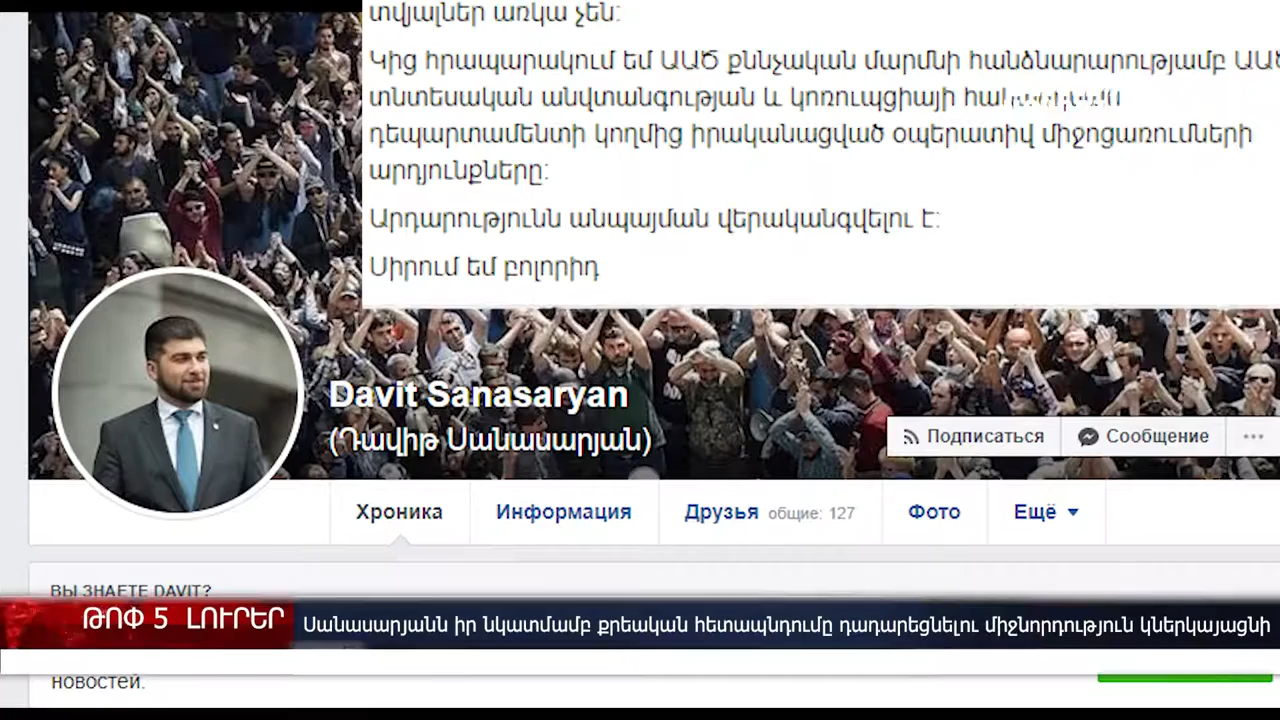 տվյալներ առկա չեն։
Կից հրապարակում եմ ԱԱԾ քննչական մարմնի հանձնարարությամբ ԱԱԾ
տնտեսական անվտանգության և կոռուպցիայի
դեպարտամենտի կողմից իրականացված օպերատիվ միջոցառումների
արդյունքները։
Արդարությունն անպայման վերականգվելու է։
Սիրում եմ բոլորիդ
Davit Sanasaryan
(Դավիթ Սանասարյան)
Подписаться Сообщение
Хроника Информация Друзья общие: 127 Фото Ещё
ВЫ ЗНАЕТЕ DAVIT?
ԹՈՓ 5 ԼՈՒՐԵՐ Սանասարյանն իր նկատմամբ քրեական հետապնդումը դադարեցնելու միջնորդություն կներկայացնի
новостей.